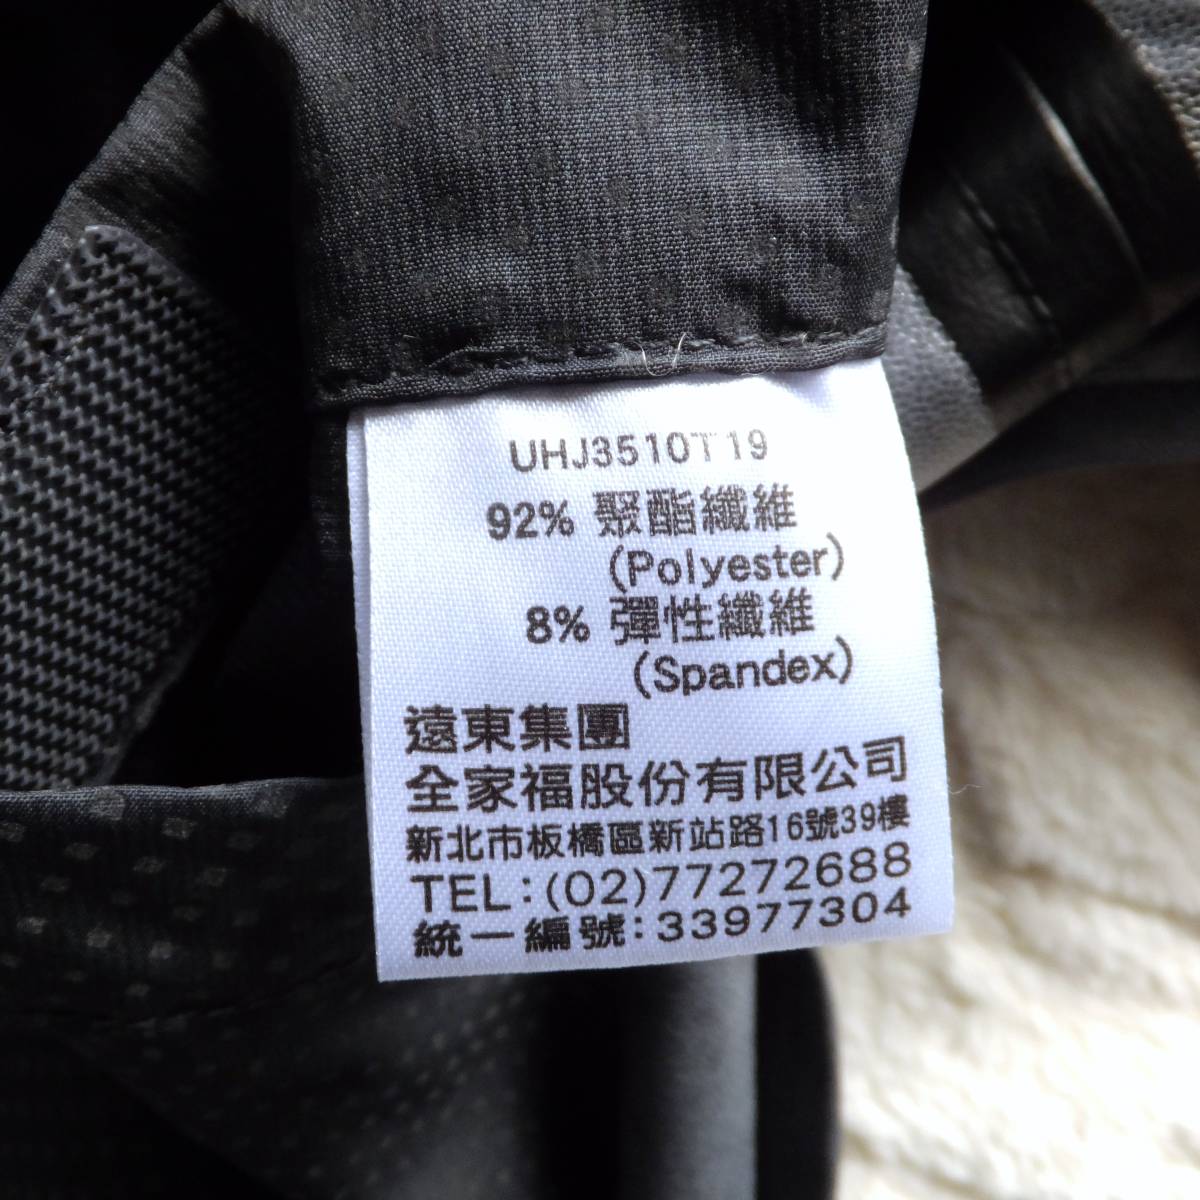 UHJ3510T19
92% 聚酯纖維
(Polyester)
8% 彈性纖維
(Spandex)
遠東集團
全家福股份有限公司
新北市板橋區新站路16號39樓
TEL:(02)77272688
統一編號:33977304